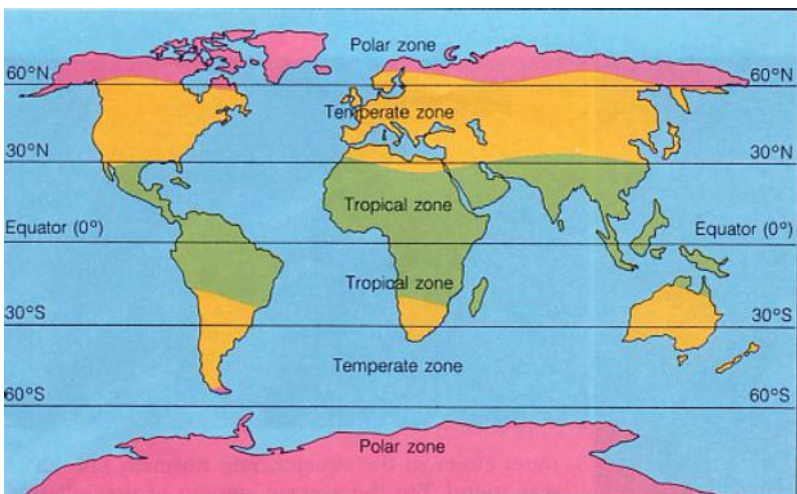 Polar zone
60°N 60°N
Temperate zone
30°N 30°N
Tropical zone
Equator (0°) Equator (0°)
Tropical zone
30°S 30°S
Temperate zone
60°S 60°S
Polar zone